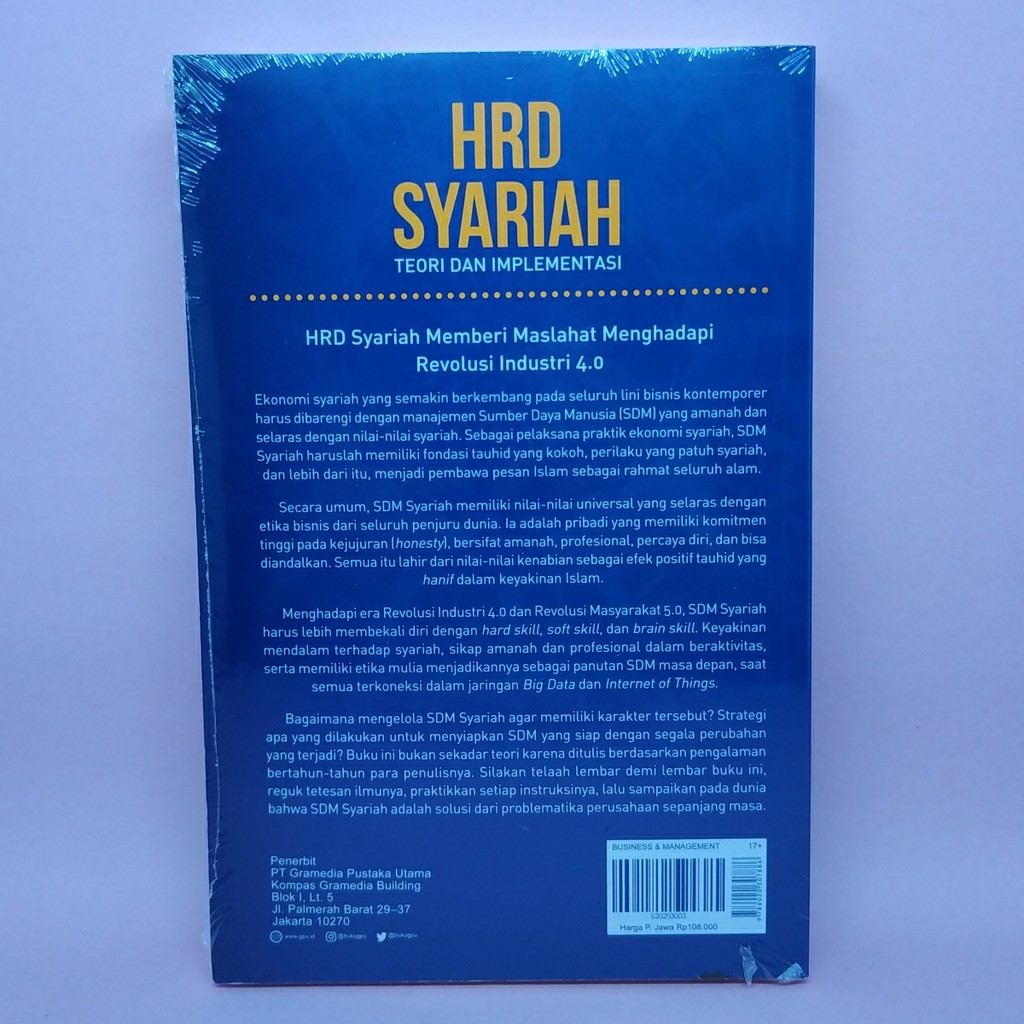 HRD
SYARIAH
TEORI DAN IMPLEMENTASI
HRD Syariah Memberi Maslahat Menghadapi
Revolusi Industri 4.0
Ekonomi syariah yang semakin berkembang pada seluruh lini bisnis kontemporer
harus dibarengi dengan manajemen Sumber Daya Manusia (SDM) yang amanah dan
selaras dengan nilai-nilai syariah. Sebagai pelaksana praktik ekonomi syariah, SDM
Syariah haruslah memiliki fondasi tauhid yang kokoh, perilaku yang patuh syariah,
dan lebih dari itu, menjadi pembawa pesan Islam sebagai rahmat seluruh alam.
Secara umum, SDM Syariah memiliki nilai-nilai universal yang selaras dengan
etika bisnis dari seluruh penjuru dunia. Ia adalah pribadi yang memiliki komitmen
tinggi pada kejujuran (honesty), bersifat amanah, profesional, percaya diri, dan bisa
diandalkan. Semua itu lahir dari nilai-nilai kenabian sebagai efek positif tauhid yang
hanif dalam keyakinan Islam.
Menghadapi era Revolusi Industri 4.0 dan Revolusi Masyarakat 5.0, SDM Syariah
harus lebih membekali diri dengan hard skill, soft skill, dan brain skill. Keyakinan
mendalam terhadap syariah, sikap amanah dan profesional dalam beraktivitas,
serta memiliki etika mulia menjadikannya sebagai panutan SDM masa depan, saat
semua terkoneksi dalam jaringan Big Data dan Internet of Things.
Bagaimana mengelola SDM Syariah agar memiliki karakter tersebut? Strategi
apa yang dilakukan untuk menyiapkan SDM yang siap dengan segala perubahan
yang terjadi? Buku ini bukan sekadar teori karena ditulis berdasarkan pengalaman
bertahun-tahun para penulisnya. Silakan telaah lembar demi lembar buku ini,
reguk tetesan ilmunya, praktikkan setiap instruksinya, lalu sampaikan pada dunia
bahwa SDM Syariah adalah solusi dari problematika perusahaan sepanjang masa.
Penerbit
PT Gramedia Pustaka Utama
Kompas Gramedia Building
Blok I, Lt. 5
Jl. Palmerah Barat 29–37
Jakarta 10270
www.gpu.id @bukugpu @bukugpu
BUSINESS & MANAGEMENT 17+
620203003
Harga P. Jawa Rp108.000